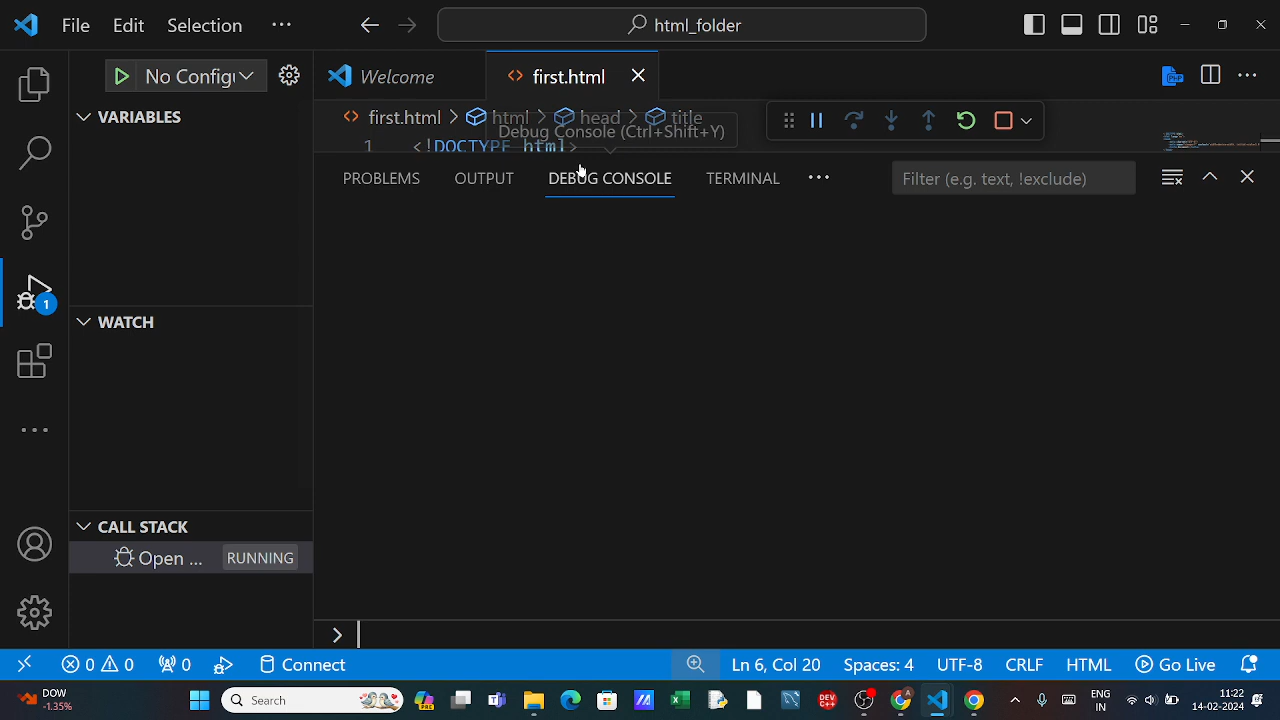 File Edit Selection ···
html_folder
No Configu
Welcome
first.html
VARIABLES
first.html > html > head > title
Debug Console (Ctrl+Shift+Y)
1 <!DOCTYPE html>
PROBLEMS OUTPUT DEBUG CONSOLE TERMINAL ···
Filter (e.g. text, !exclude)
1
WATCH
CALL STACK
Open ... RUNNING
>
0 0 0 Connect
Ln 6, Col 20 Spaces: 4 UTF-8 CRLF HTML Go Live
DOW
-1.35%
Search
PRE
DEV++
A
ENG
IN
11:22